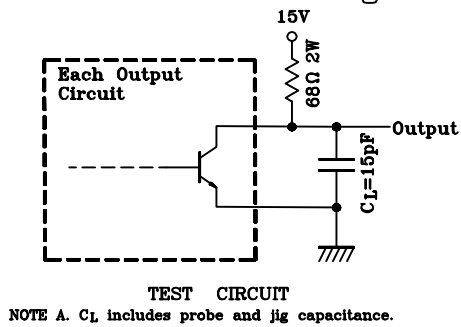 15V
68Ω 2W
Each Output
Circuit
Output
CL=15pF
TEST CIRCUIT
NOTE A. CL includes probe and jig capacitance.